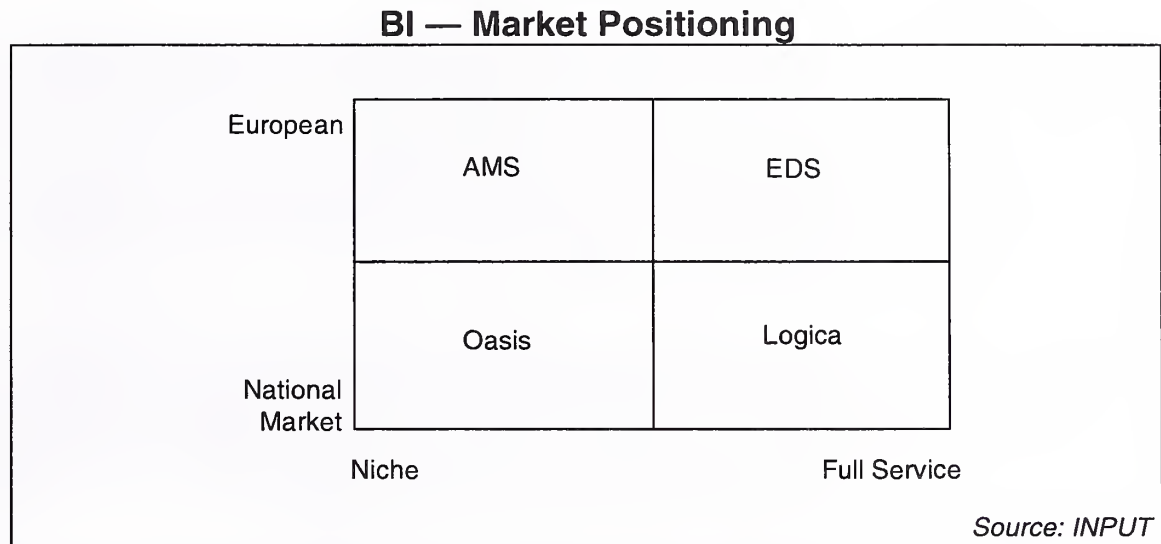 BI — Market Positioning
European
AMS
EDS
Oasis
Logica
National
Market
Niche
Full Service
Source: INPUT